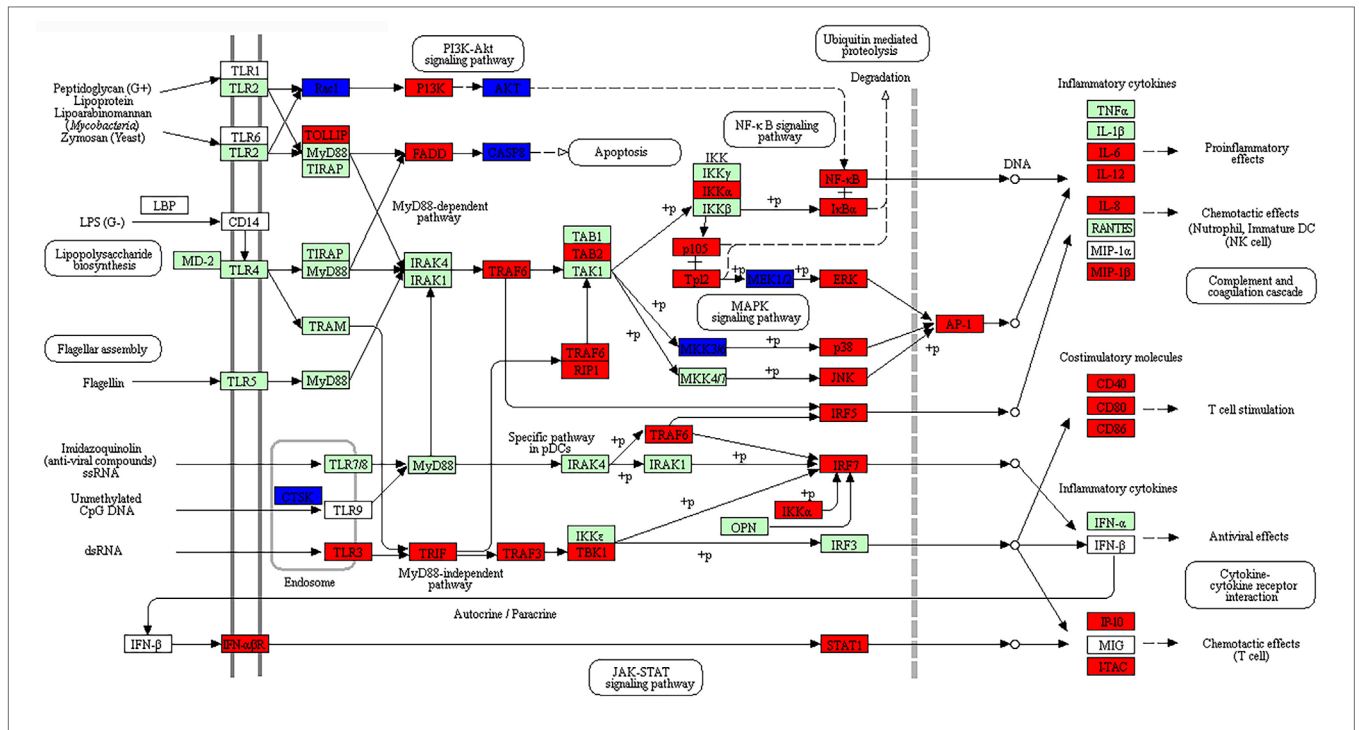 PI3K-Akt
signaling pathway
Ubiquitin mediated
proteolysis
Degradation
Peptidoglycan (G+)
Lipoprotein
Lipoarabinomannan
(Mycobacteria)
Zymosan (Yeast)
TLR1
TLR2
Rac1
PI3K
AKT
Inflammatory cytokines
TNFα
IL-1β
IL-6
IL-12
Proinflammatory
effects
TLR6
TLR2
TOLLIP
MyD88
TIRAP
FADD
CASP8
Apoptosis
NF-κ B signaling
pathway
IKK
IKKγ
IKKα
IKKβ
+p
+p
NF-κB
IκBα
DNA
MyD88-dependent
pathway
LBP
LPS (G-)
CD14
IL-8
RANTES
MIP-1α
MIP-1β
Chemotactic effects
(Nutrophil, Immature DC
(NK cell)
Lipopolysaccharide
biosynthesis
MD-2
TLR4
TIRAP
MyD88
IRAK4
IRAK1
TRAF6
TAB1
TAB2
TAK1
p105
Tpl2
+p
MEK1/2
+p
ERK
Complement and
coagulation cascade
TRAM
MAPK
signaling pathway
AP-1
+p
Flagellar assembly
+p
+p
MKK3/6
+p
p38
Flagellin
TLR5
MyD88
TRAF6
RIP1
MKK4/7
+p
JNK
Costimulatory molecules
CD40
CD80
CD86
T cell stimulation
IRF5
Imidazoquinolin
(anti-viral compounds)
ssRNA
TLR7/8
MyD88
Specific pathway
in pDCs
IRAK4
+p
+p
TRAF6
IRAK1
+p
+p
IRF7
Unmethylated
CpG DNA
CTSK
TLR9
+p
IKKα
+p
OPN
Inflammatory cytokines
IFN-α
IFN-β
Antiviral effects
dsRNA
TLR3
Endosome
TRIF
TRAF3
IKKε
TBK1
+p
IRF3
MyD88-independent
pathway
Cytokine-
cytokine receptor
interaction
Autocrine / Paracrine
IFN-β
IFN-αβR
STAT1
IP-10
MIG
I-TAC
Chemotactic effects
(T cell)
JAK-STAT
signaling pathway